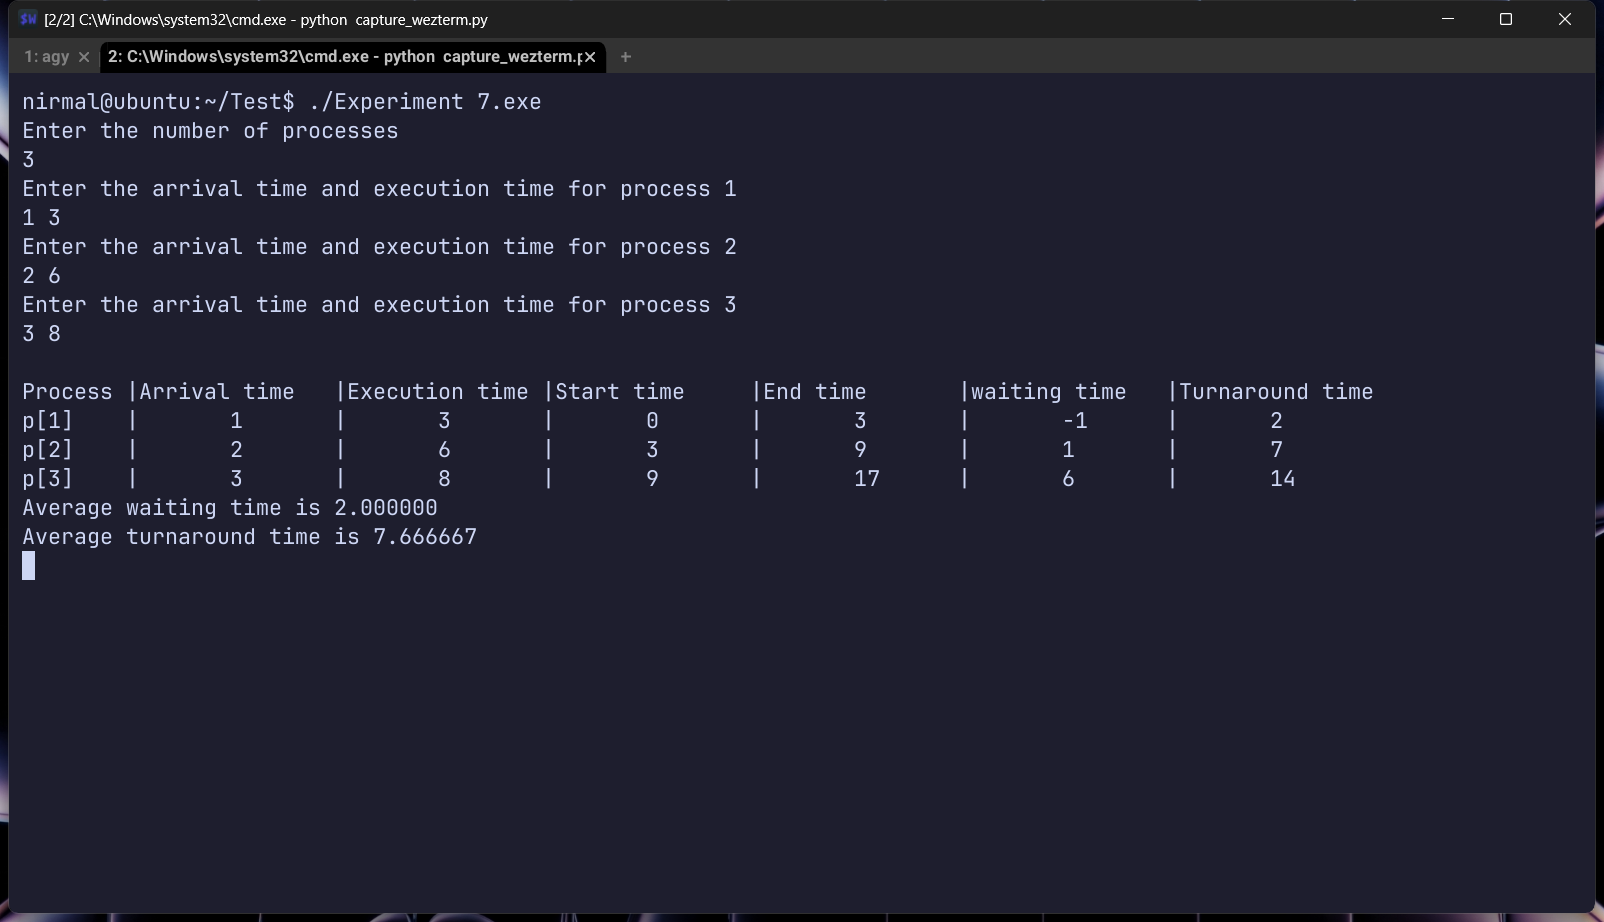 $W [2/2] C:\Windows\system32\cmd.exe - python  capture_wezterm.py
1: agy × 2: C:\Windows\system32\cmd.exe - python  capture_wezterm.p × +
nirmal@ubuntu:~/Test$ ./Experiment 7.exe
Enter the number of processes
3
Enter the arrival time and execution time for process 1
1 3
Enter the arrival time and execution time for process 2
2 6
Enter the arrival time and execution time for process 3
3 8
Process |Arrival time   |Execution time |Start time     |End time       |waiting time   |Turnaround time
p[1]    |       1       |       3       |       0       |       3       |       -1      |       2
p[2]    |       2       |       6       |       3       |       9       |       1       |       7
p[3]    |       3       |       8       |       9       |       17      |       6       |       14
Average waiting time is 2.000000
Average turnaround time is 7.666667